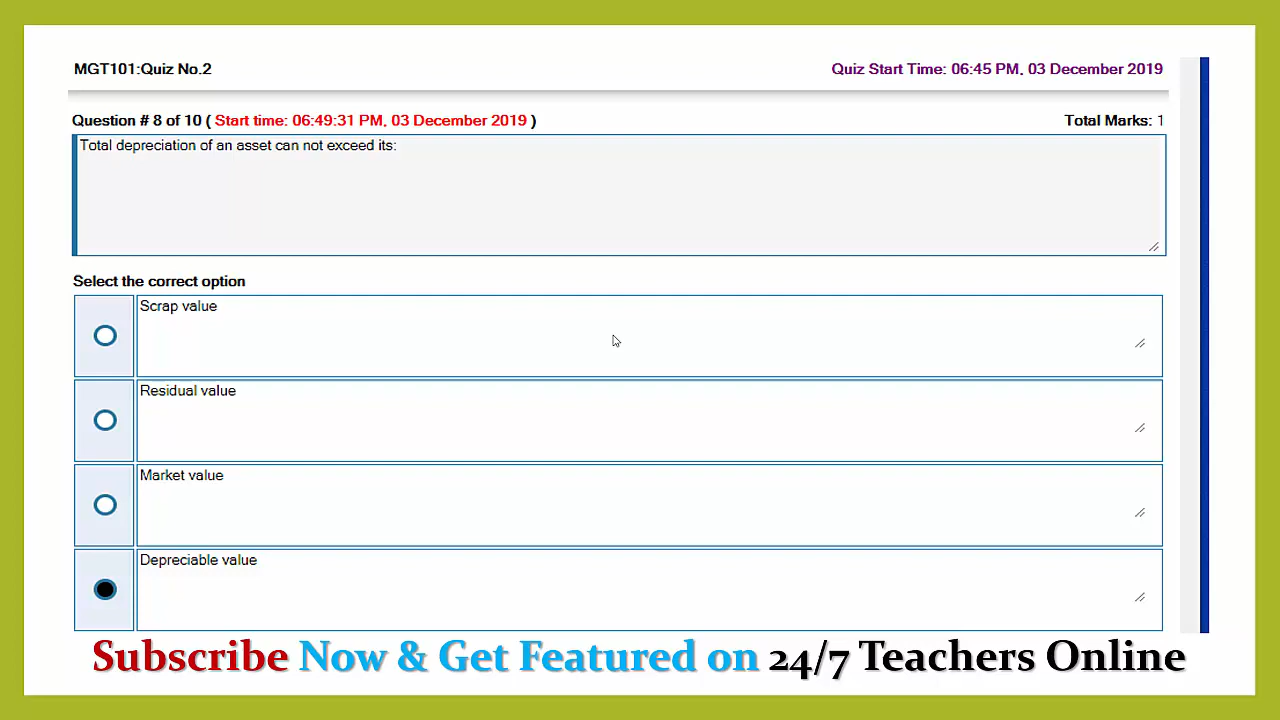 MGT101:Quiz No.2
Quiz Start Time: 06:45 PM, 03 December 2019
Question # 8 of 10 ( Start time: 06:49:31 PM, 03 December 2019 )
Total Marks: 1
Total depreciation of an asset can not exceed its:
Select the correct option
Scrap value
Residual value
Market value
Depreciable value
Subscribe Now & Get Featured on 24/7 Teachers Online